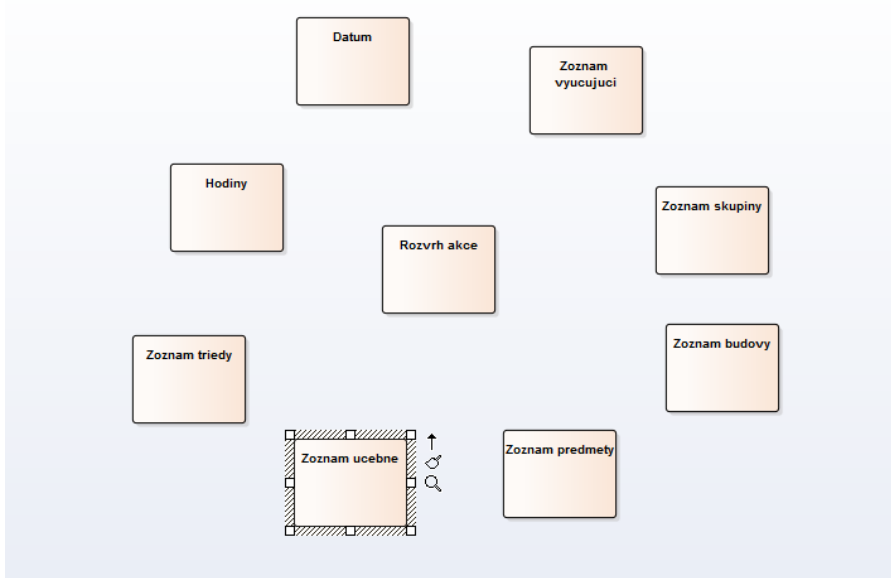 Datum
Zoznam
vyucujuci
Hodiny
Zoznam skupiny
Rozvrh akce
Zoznam triedy
Zoznam budovy
Zoznam ucebne
Zoznam predmety